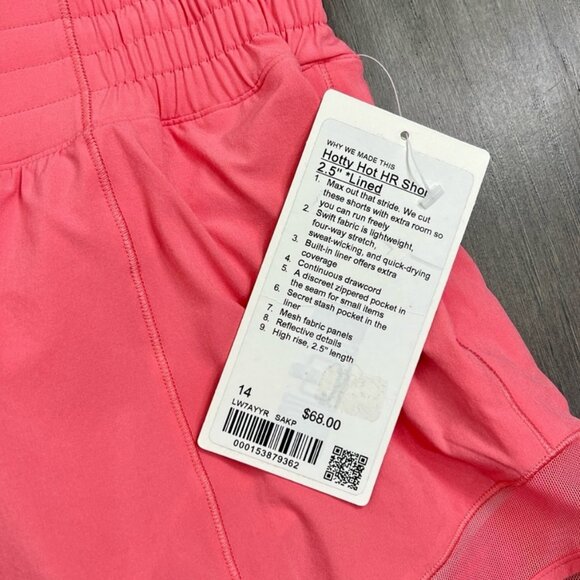 WHY WE MADE THIS
Hotty Hot HR Shor
2.5" *Lined
1. Max out that stride. We cut
these shorts with extra room so
you can run freely
2. Swift fabric is lightweight,
four-way stretch,
sweat-wicking, and quick-drying
3. Built-in liner offers extra
coverage
4. Continuous drawcord
5. A discreet zippered pocket in
the seam for small items
6. Secret stash pocket in the
liner
7. Mesh fabric panels
8. Reflective details
9. High rise, 2.5" length
14
LW7AYYR SAKP
$68.00
000153879362